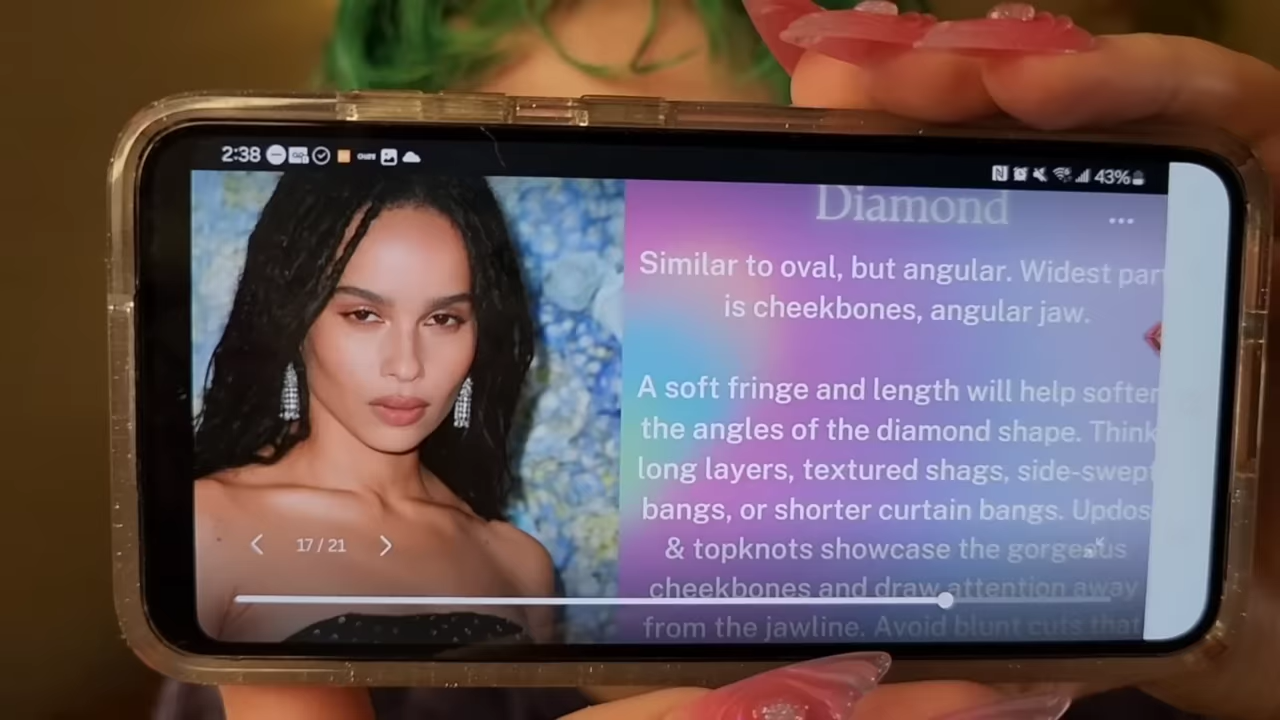 2:38
43%
Diamond
Similar to oval, but angular. Widest par
is cheekbones, angular jaw.
A soft fringe and length will help soften
the angles of the diamond shape. Think
long layers, textured shags, side-swept
bangs, or shorter curtain bangs. Updos
& topknots showcase the gorgeous
cheekbones and draw attention away
from the jawline. Avoid blunt cuts that
17 / 21